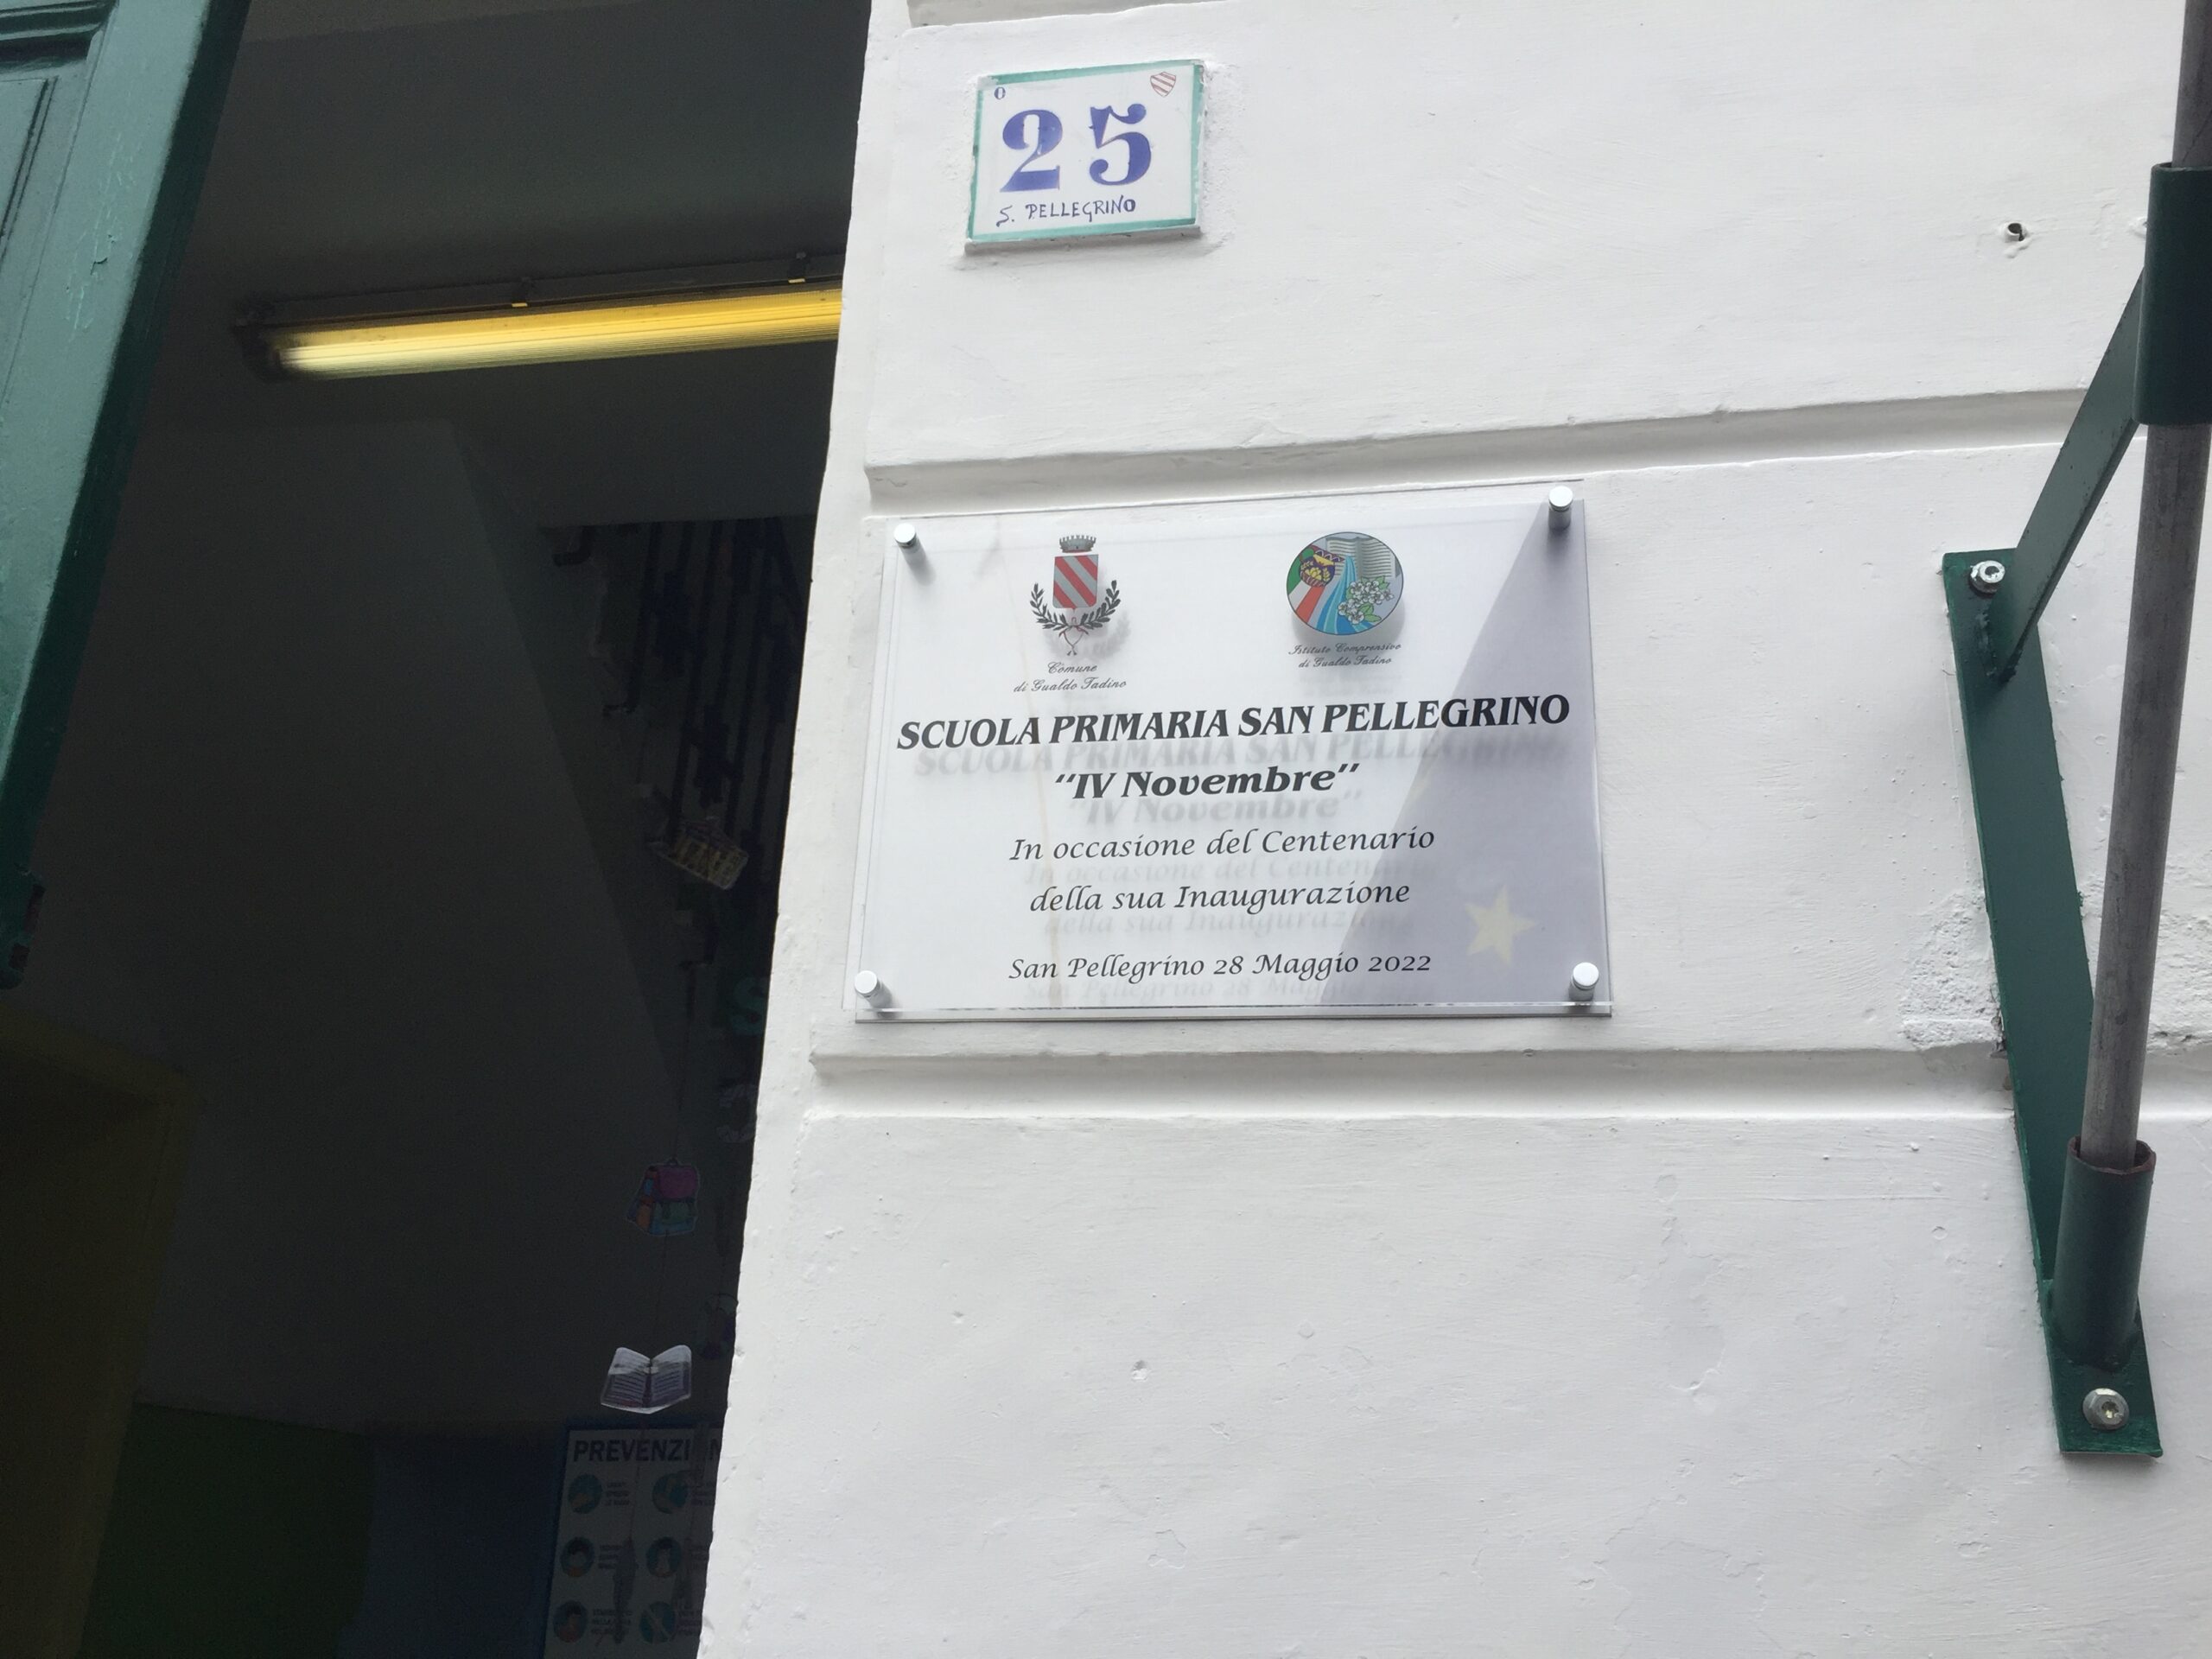 0
25
S. PELLEGRINO
Comune
di Gualdo Tadino
Istituto Comprensivo
di Gualdo Tadino
SCUOLA PRIMARIA SAN PELLEGRINO
"IV Novembre"
In occasione del Centenario
della sua Inaugurazione
San Pellegrino 28 Maggio 2022